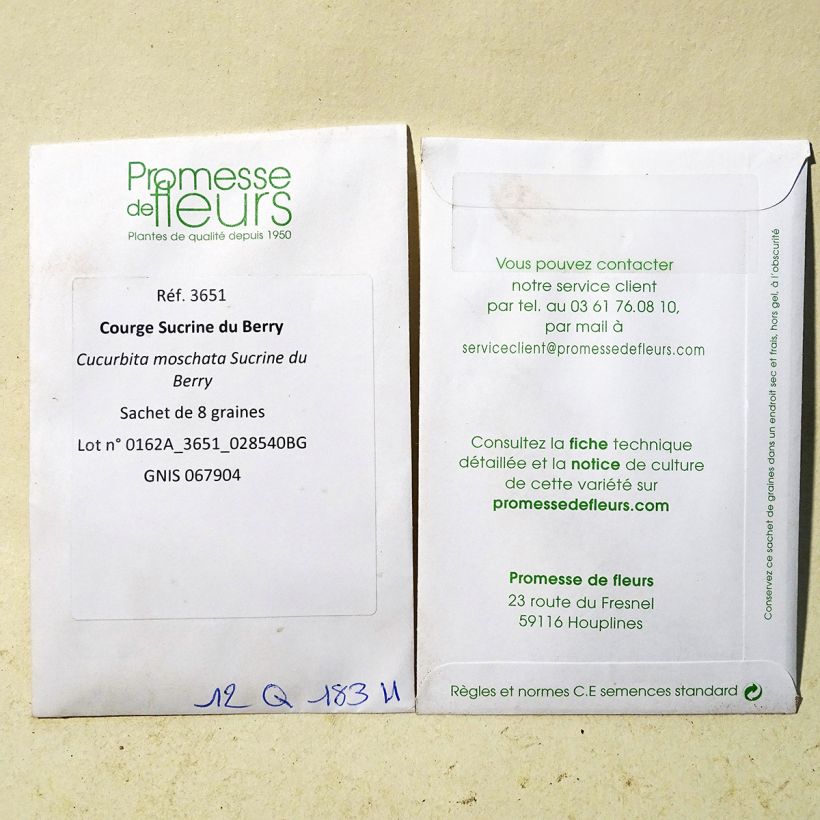 Promesse
de fleurs
Plantes de qualité depuis 1950
Réf. 3651
Courge Sucrine du Berry
Cucurbita moschata Sucrine du
Berry
Sachet de 8 graines
Lot n° 0162A_3651_028540BG
GNIS 067904
12 Q 183 H
Vous pouvez contacter
notre service client
par tel. au 03 61 76.08 10,
par mail à
serviceclient@promessedefleurs.com
Consultez la fiche technique
détaillée et la notice de culture
de cette variété sur
promessedefleurs.com
Promesse de fleurs
23 route du Fresnel
59116 Houplines
Règles et normes C.E semences standard
Conservez ce sachet de graines dans un endroit sec et frais, hors gel, à l'obscurité